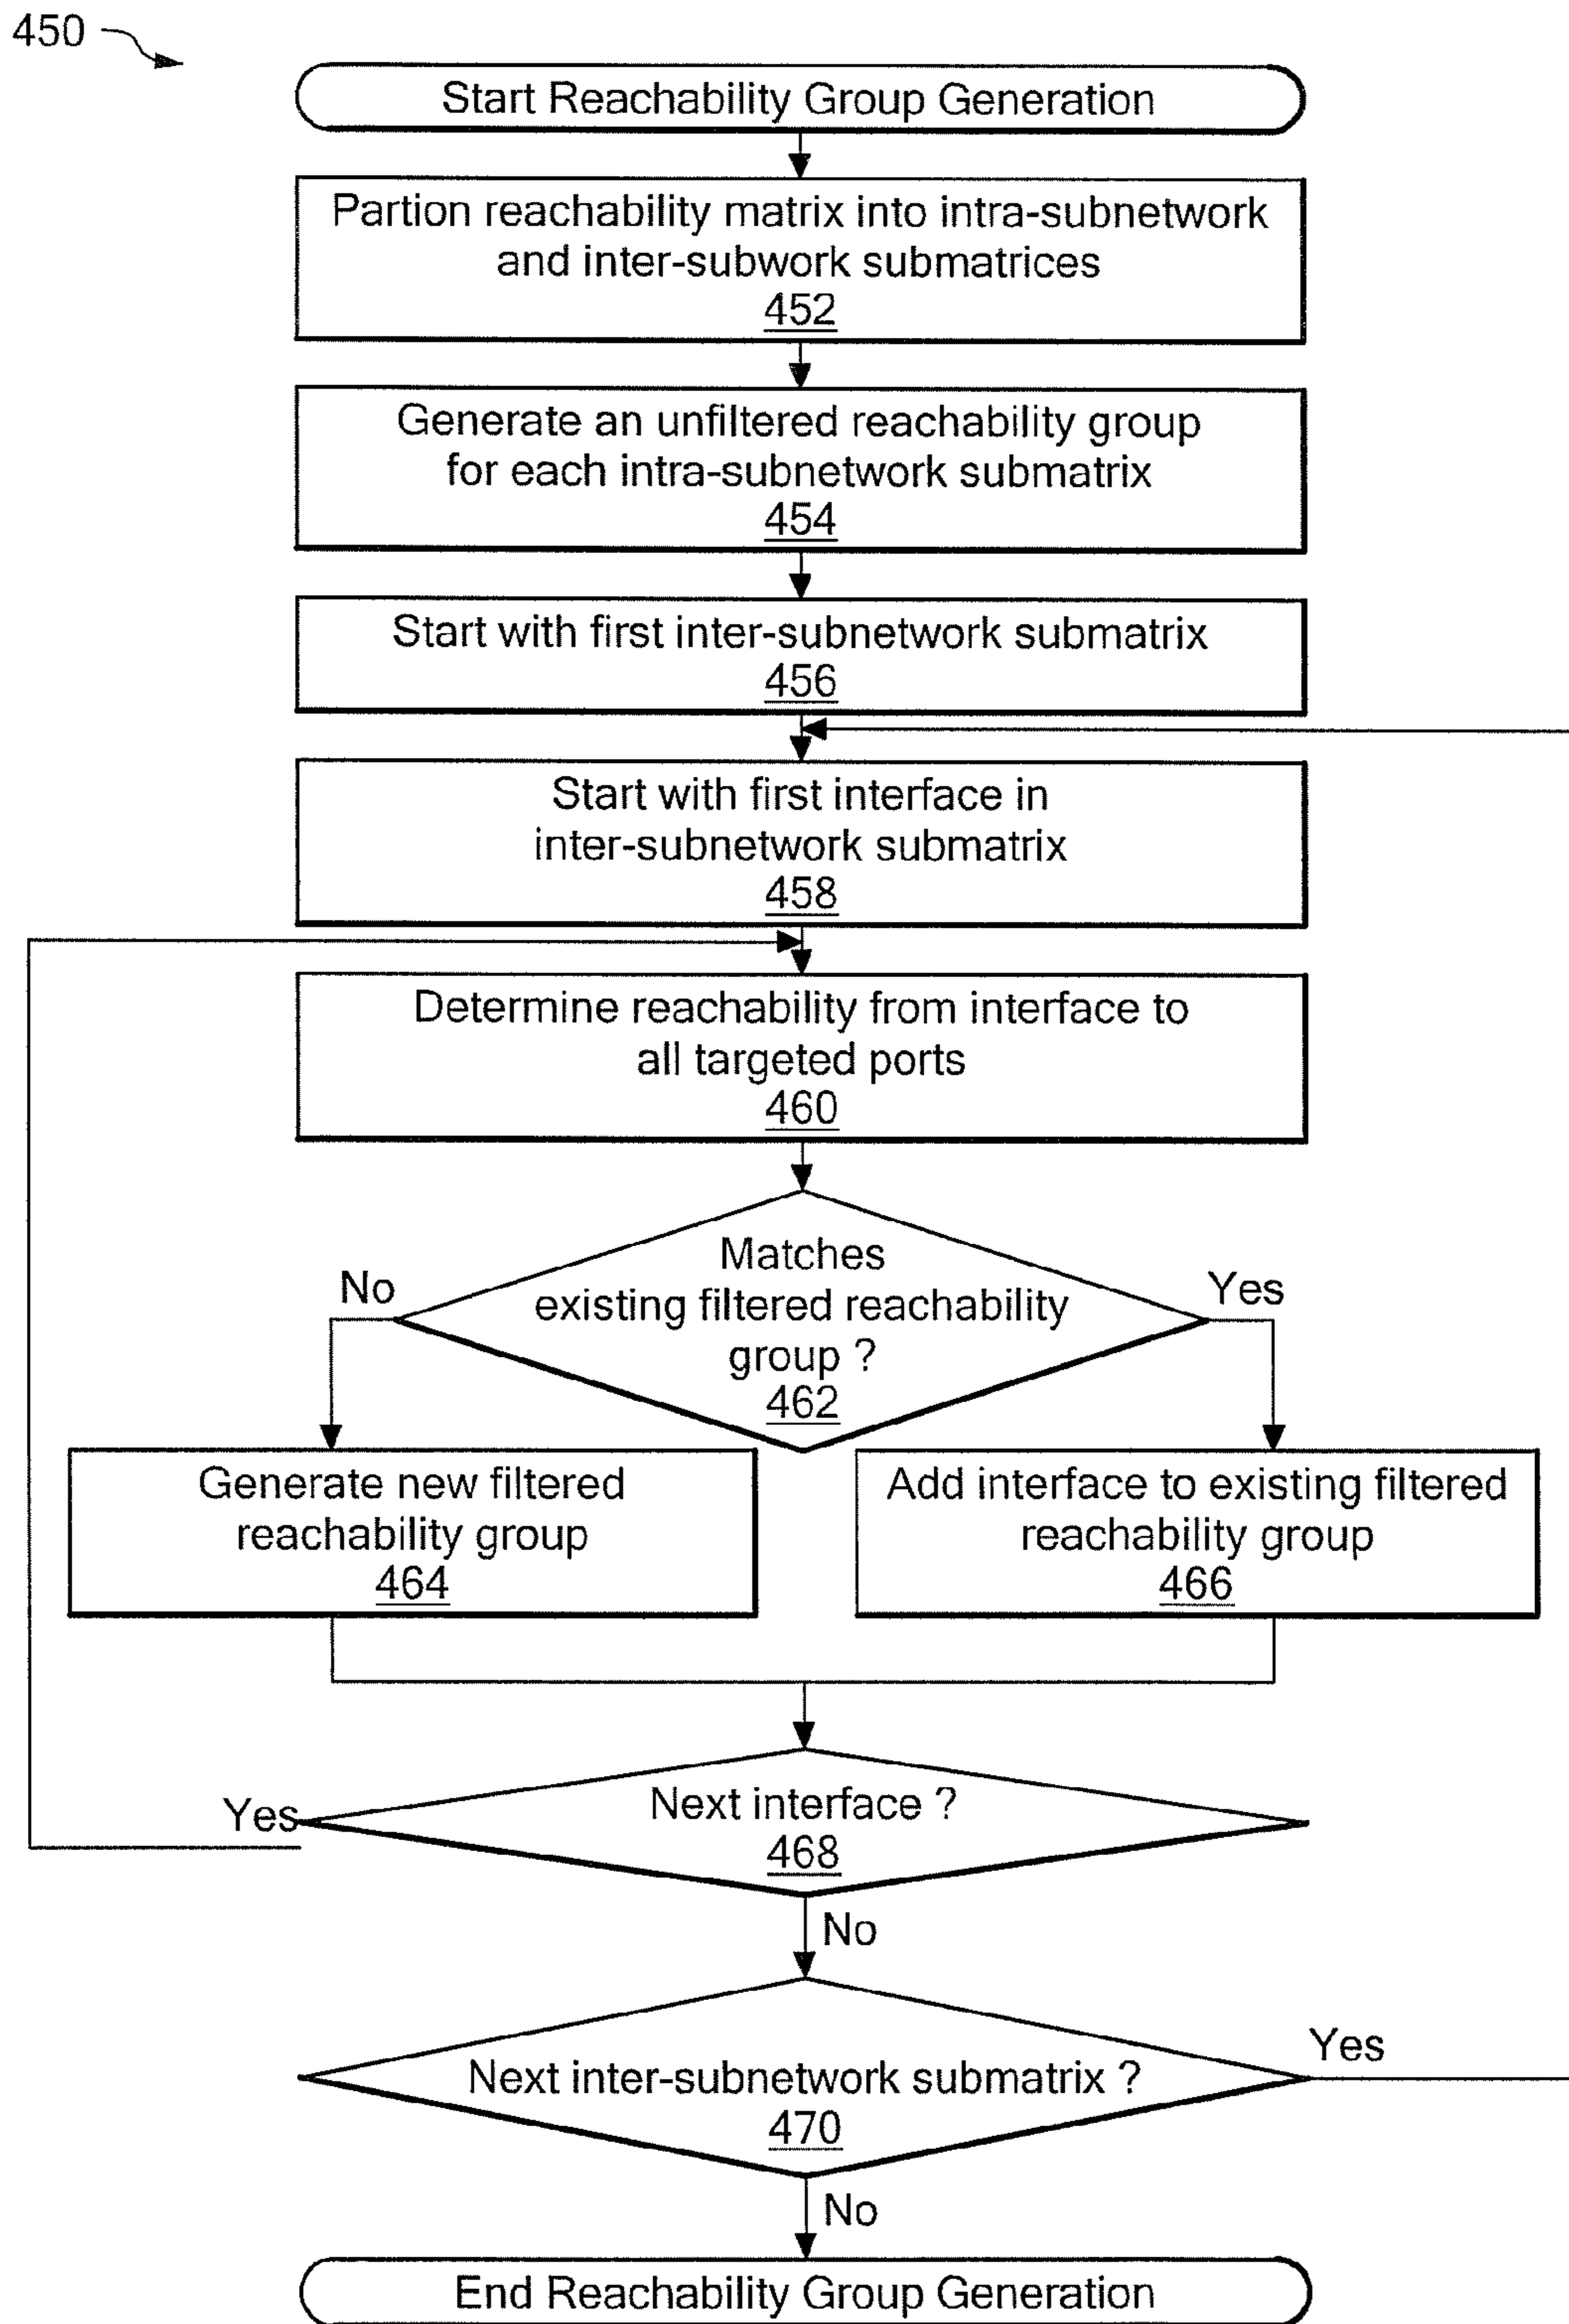 450
Start Reachability Group Generation
Partion reachability matrix into intra-subnetwork
and inter-subwork submatrices
452
Generate an unfiltered reachability group
for each intra-subnetwork submatrix
454
Start with first inter-subnetwork submatrix
456
Start with first interface in
inter-subnetwork submatrix
458
Determine reachability from interface to
all targeted ports
460
Matches
existing filtered reachability
group ?
462
No
Yes
Generate new filtered
reachability group
464
Add interface to existing filtered
reachability group
466
Next interface ?
468
Yes
No
Next inter-subnetwork submatrix ?
470
Yes
No
End Reachability Group Generation